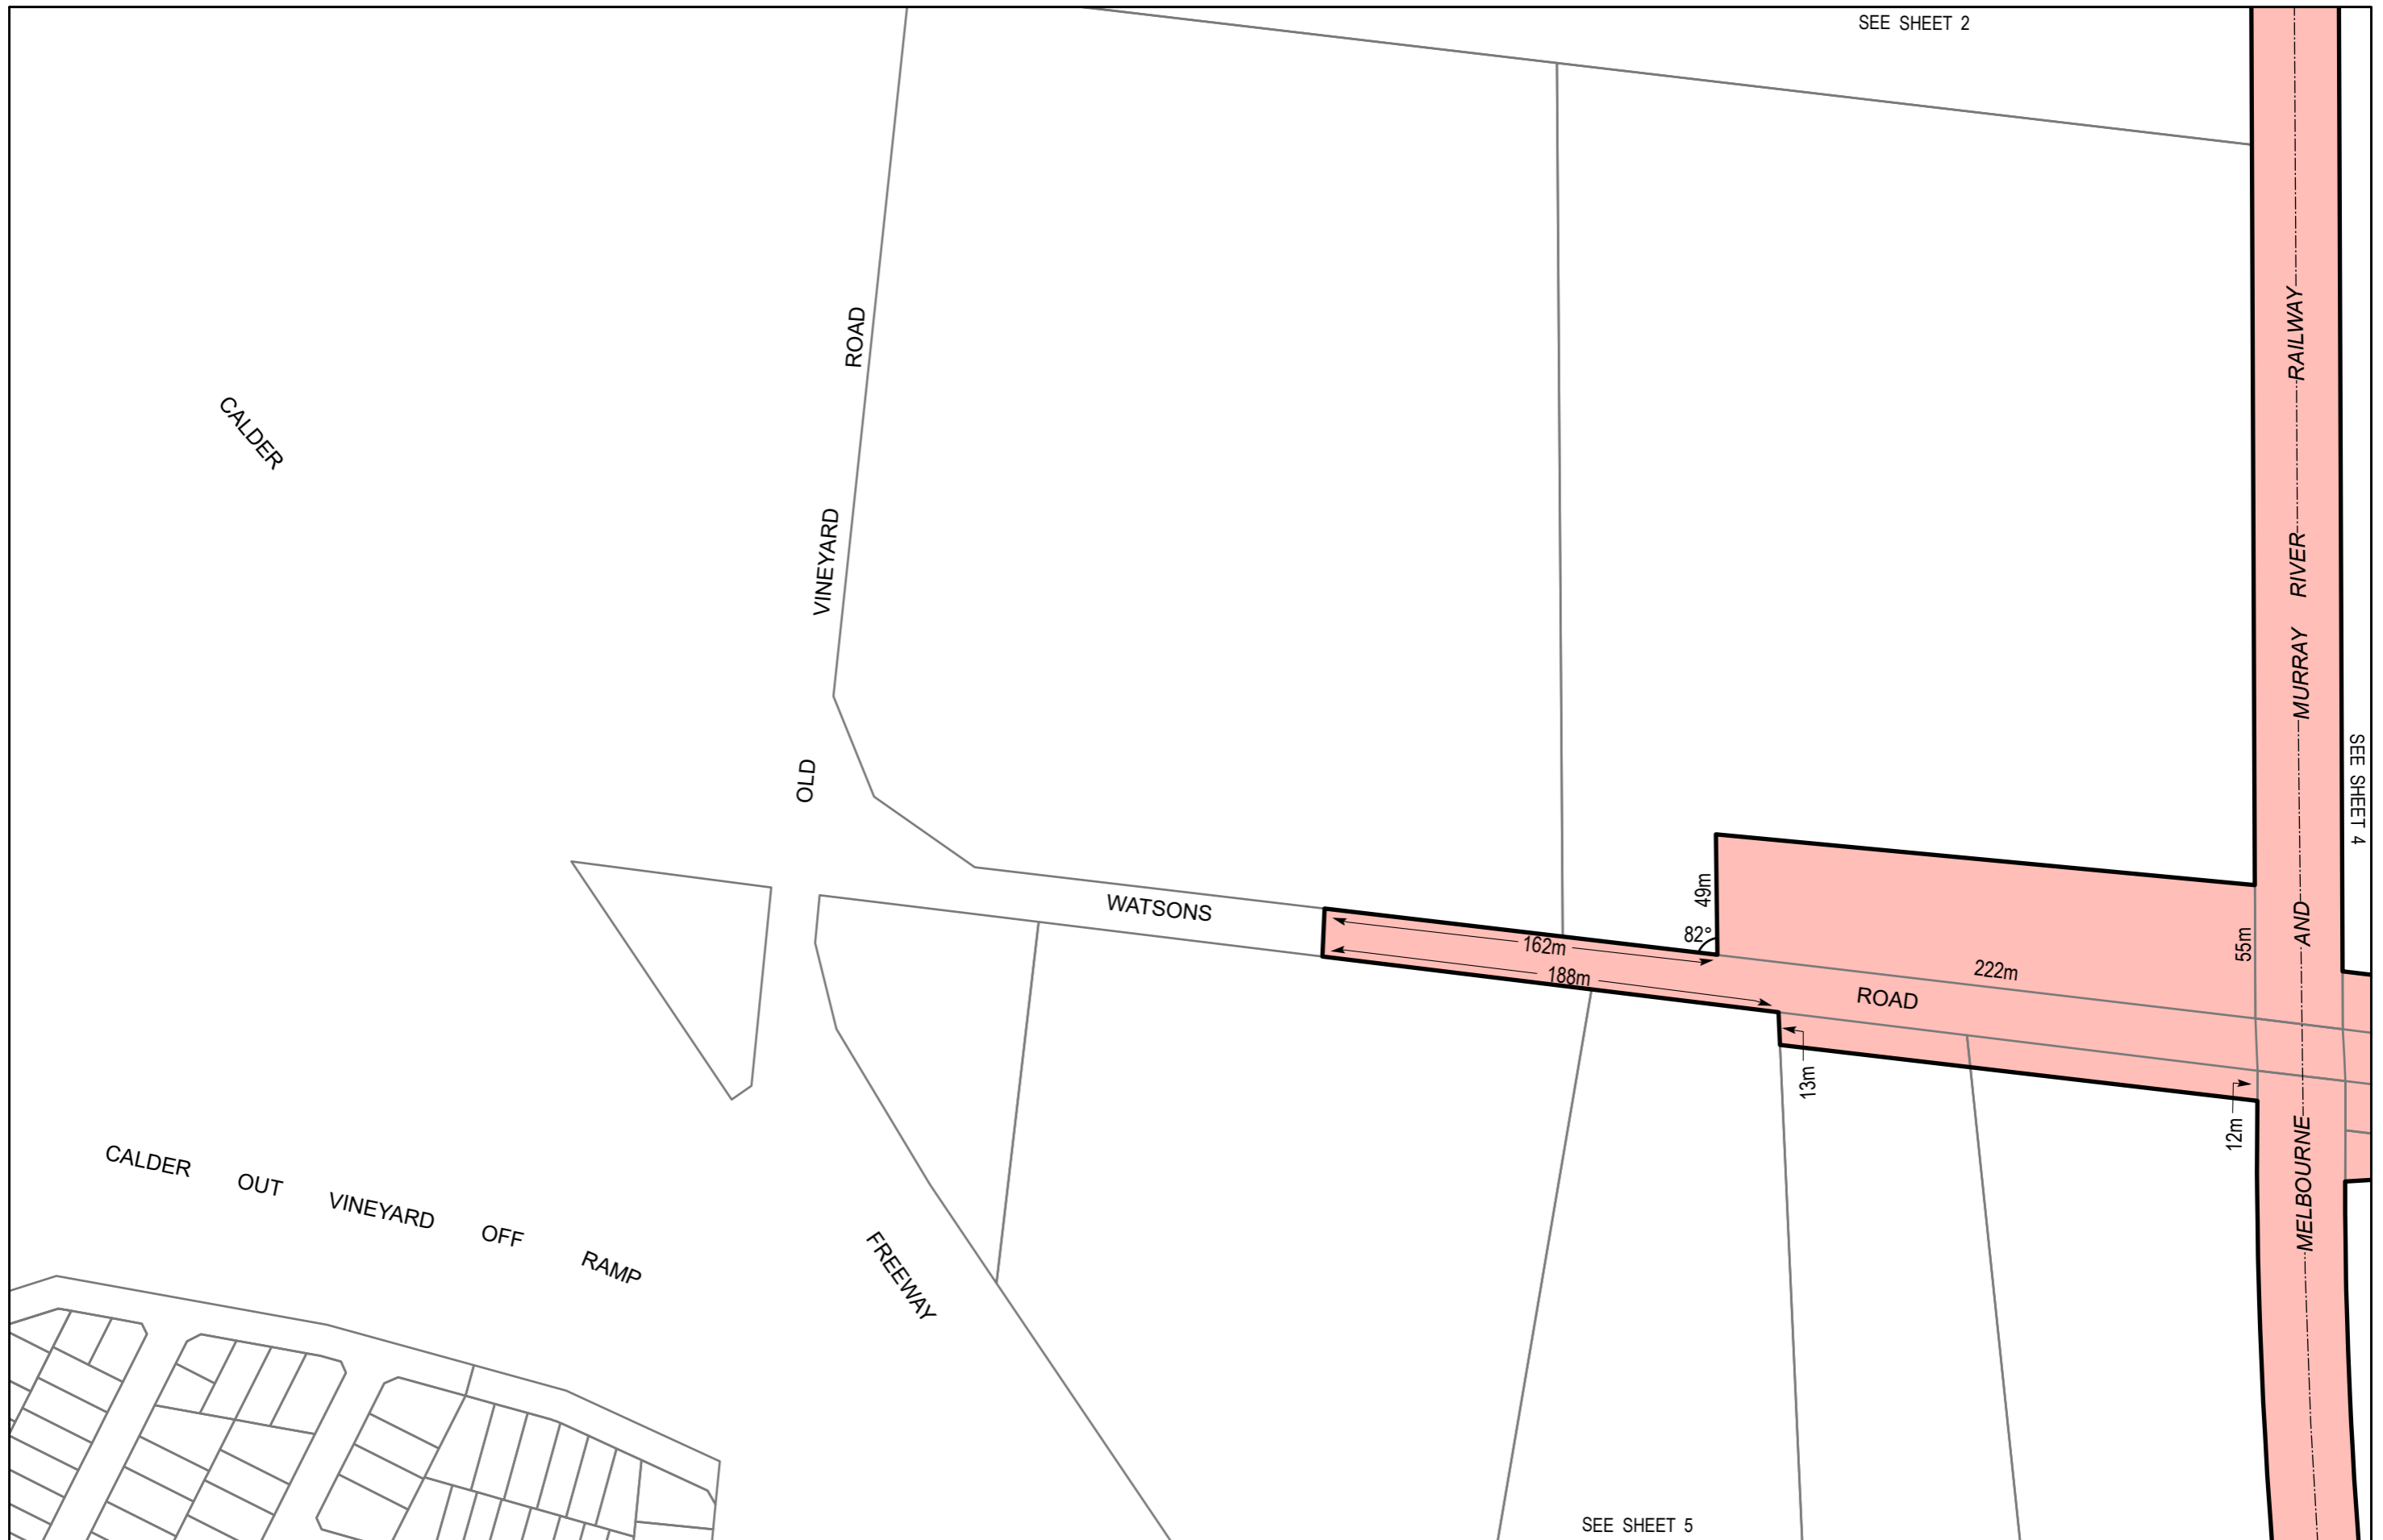 SEE SHEET 2
CALDER
FREEWAY
OLD VINEYARD ROAD
WATSONS ROAD
162m
188m
82°
49m
222m
55m
13m
12m
MELBOURNE AND MURRAY RIVER RAILWAY
SEE SHEET 4
CALDER OUT VINEYARD OFF RAMP
SEE SHEET 5